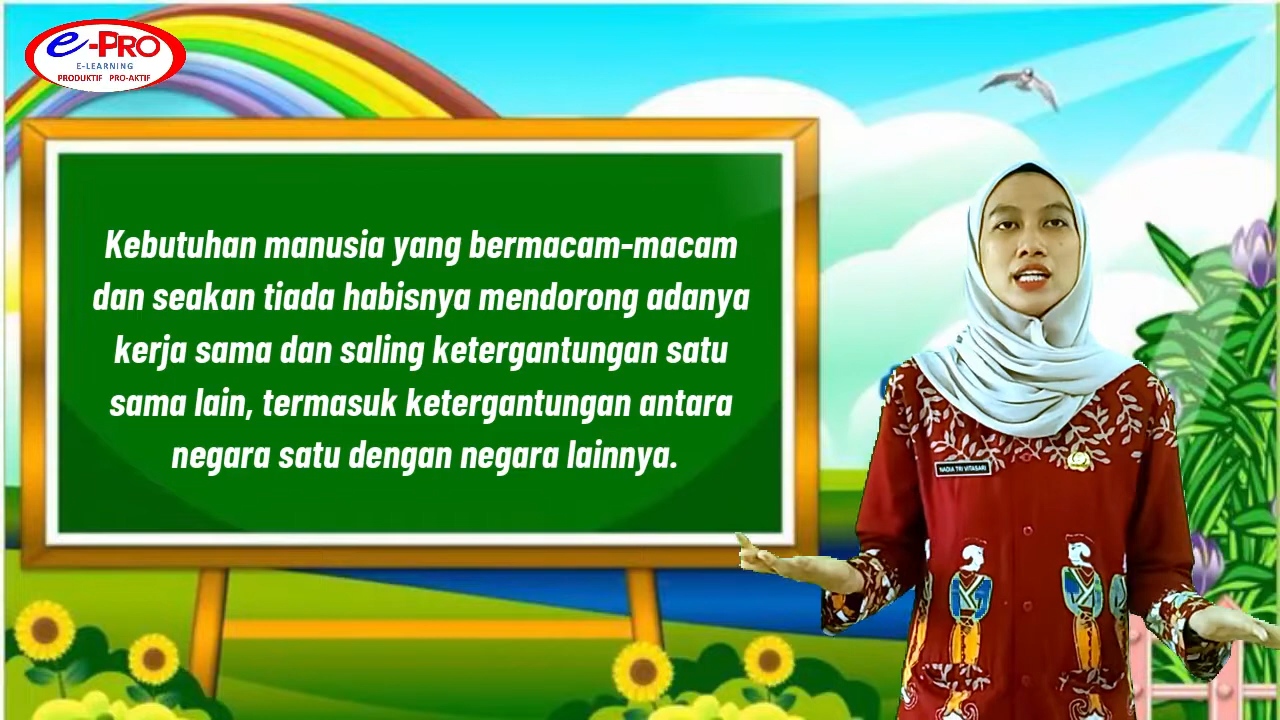 e-PRO
E-LEARNING
PRODUKTIF PRO-AKTIF
Kebutuhan manusia yang bermacam-macam
dan seakan tiada habisnya mendorong adanya
kerja sama dan saling ketergantungan satu
sama lain, termasuk ketergantungan antara
negara satu dengan negara lainnya.
NADIA TRI VITASARI